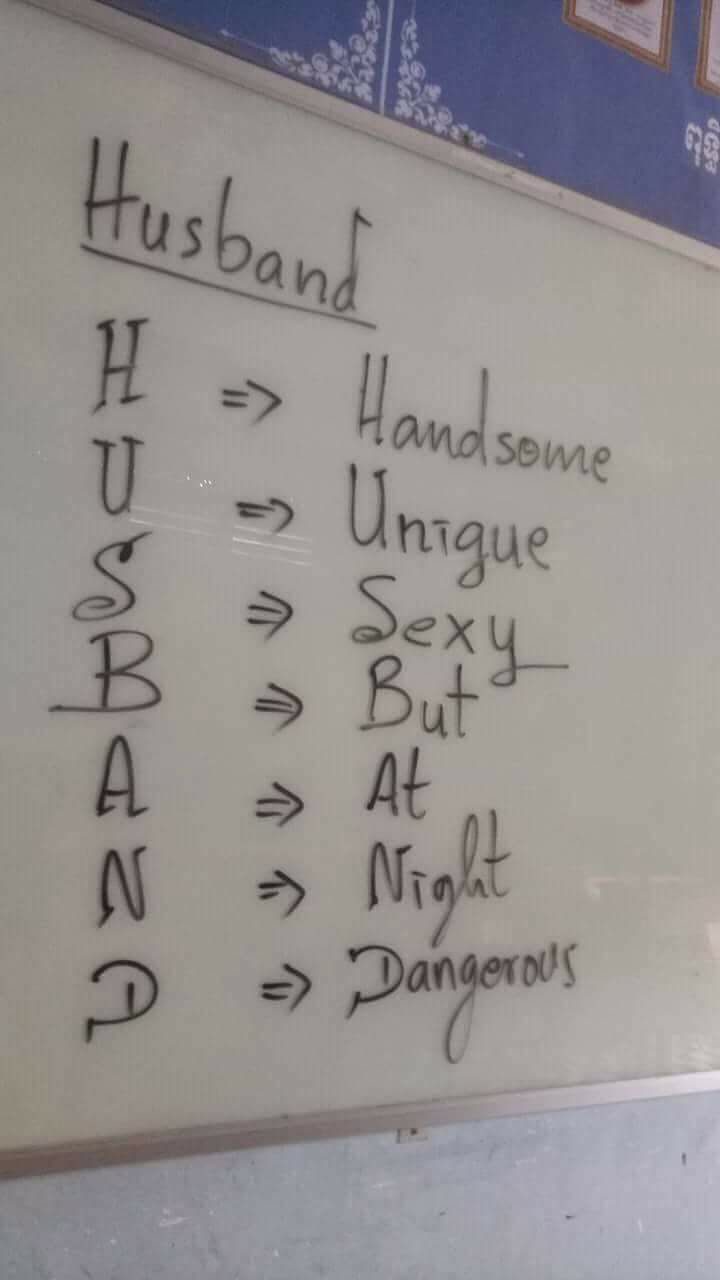 Husband
H => Handsome
U => Unique
S => Sexy
B => But
A => At
N => Night
D => Dangerous